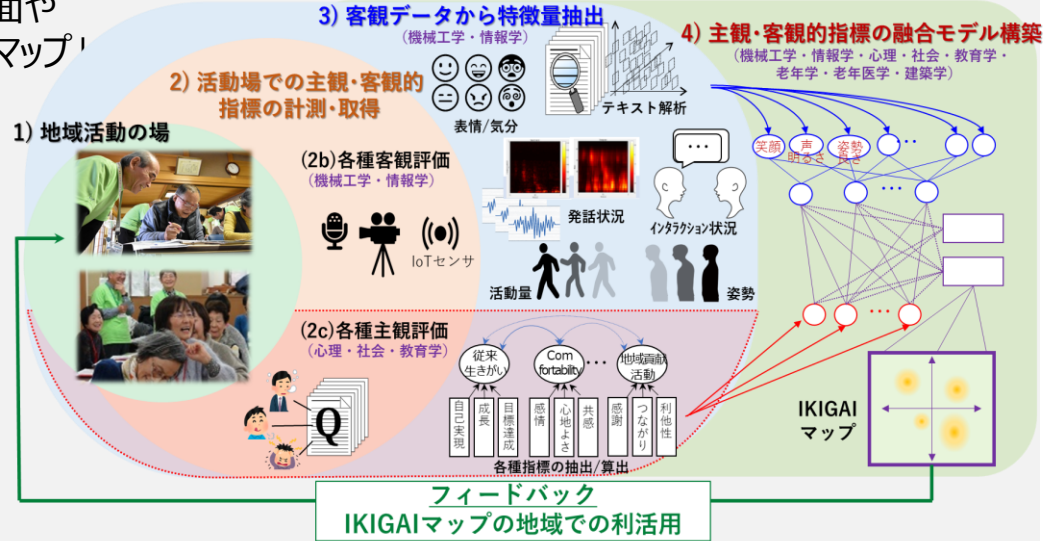 面や
マップ」
1) 地域活動の場
2) 活動場での主観・客観的
指標の計測・取得
(2b)各種客観評価
(機械工学・情報学)
IoTセンサ
(2c)各種主観評価
(心理・社会・教育学)
Q
3) 客観データから特徴量抽出
(機械工学・情報学)
表情/気分
テキスト解析
発話状況
...
インタラクション状況
活動量
姿勢
従来
生きがい
Com
fortability
...
地域貢献
活動
自己実現
成長
目標達成
感情
心地よさ
共感
感謝
つながり
利他性
各種指標の抽出/算出
4) 主観・客観的指標の融合モデル構築
(機械工学・情報学・心理・社会・教育学・
老年学・老年医学・建築学)
笑顔
声
明るさ
姿勢
良さ
...
...
...
IKIGAI
マップ
フィードバック
IKIGAIマップの地域での利活用